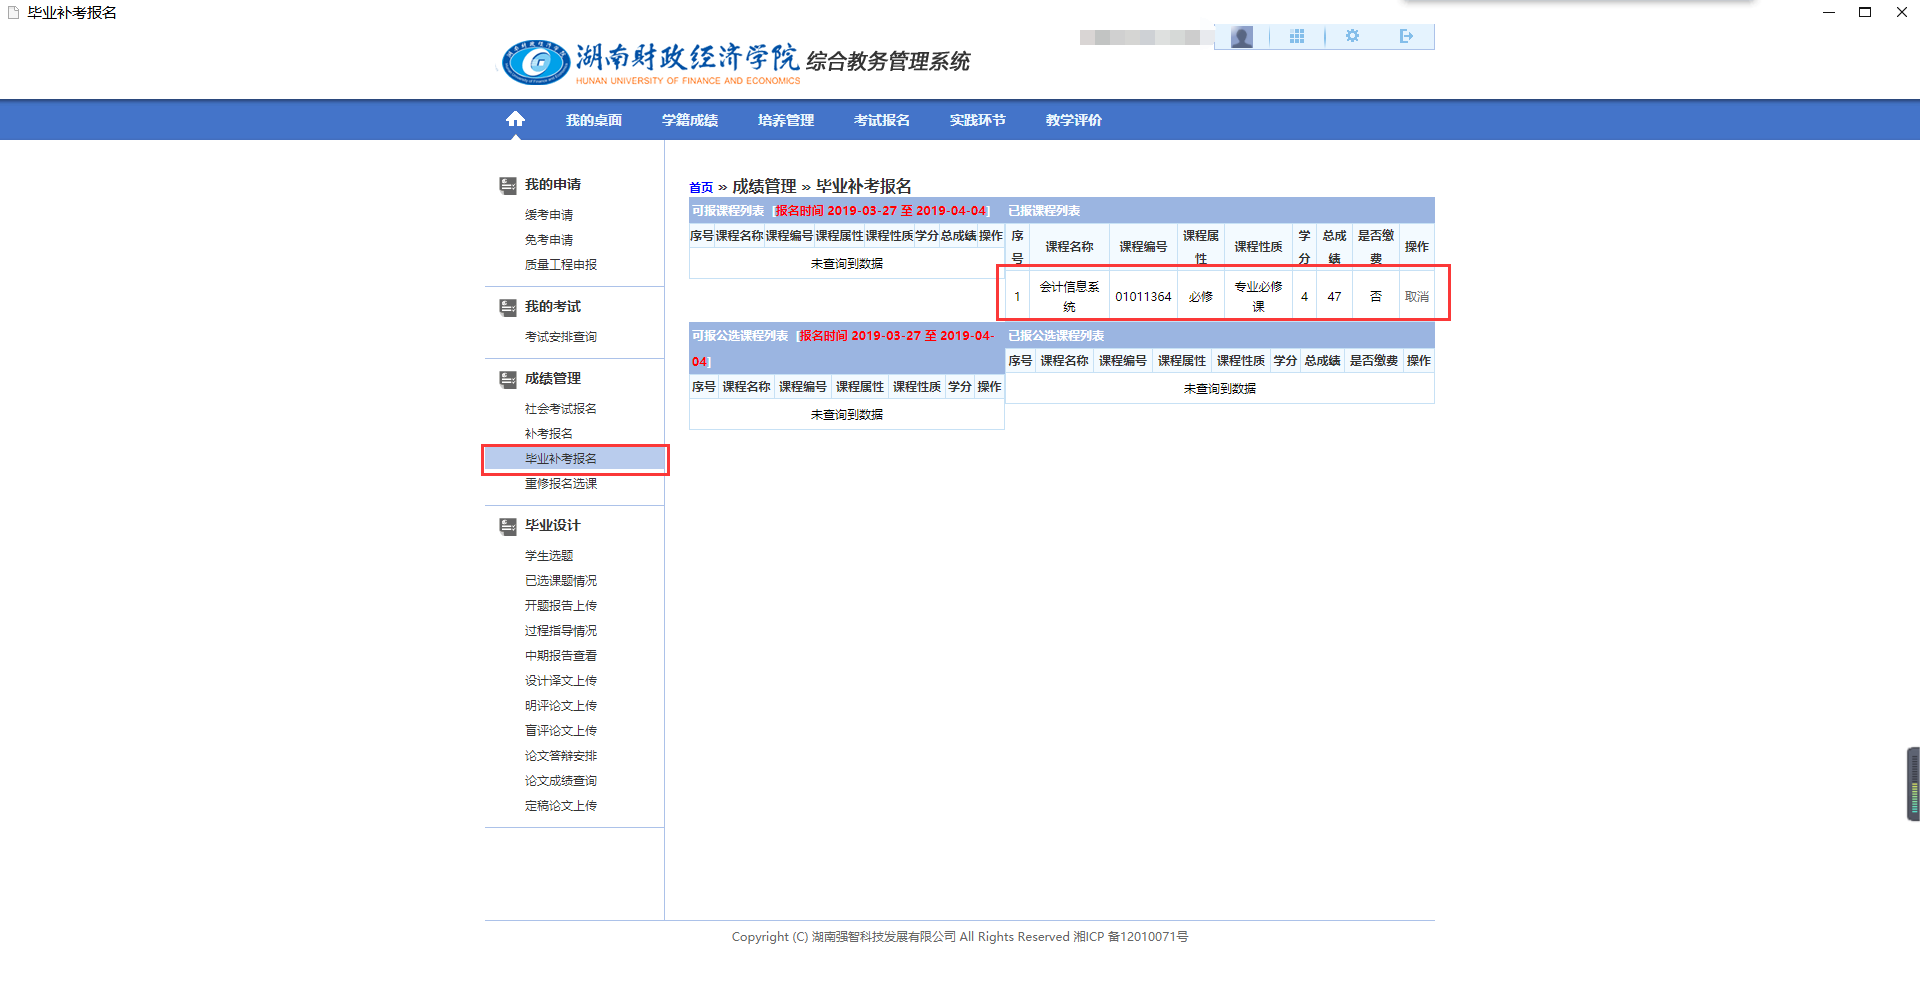 毕业补考报名
湖南财政经济学院 综合教务管理系统
HUNAN UNIVERSITY OF FINANCE AND ECONOMICS
我的桌面 学籍成绩 培养管理 考试报名 实践环节 教学评价
我的申请
缓考申请
免考申请
质量工程申报
我的考试
考试安排查询
成绩管理
社会考试报名
补考报名
毕业补考报名
重修报名选课
毕业设计
学生选题
已选课题情况
开题报告上传
过程指导情况
中期报告查看
设计译文上传
明评论文上传
盲评论文上传
论文答辩安排
论文成绩查询
定稿论文上传
首页 » 成绩管理 » 毕业补考报名
可报课程列表 [报名时间 2019-03-27 至 2019-04-04]
序号 课程名称 课程编号 课程属性 课程性质 学分 总成绩 操作
未查询到数据
已报课程列表
序号 课程名称 课程编号 课程属性 课程性质 学分 总成绩 是否缴费 操作
1 会计信息系统 01011364 必修 专业必修课 4 47 否 取消
可报公选课程列表 [报名时间 2019-03-27 至 2019-04-
04]
序号 课程名称 课程编号 课程属性 课程性质 学分 操作
未查询到数据
已报公选课程列表
序号 课程名称 课程编号 课程属性 课程性质 学分 总成绩 是否缴费 操作
未查询到数据
Copyright (C) 湖南强智科技发展有限公司 All Rights Reserved 湘ICP 备12010071号